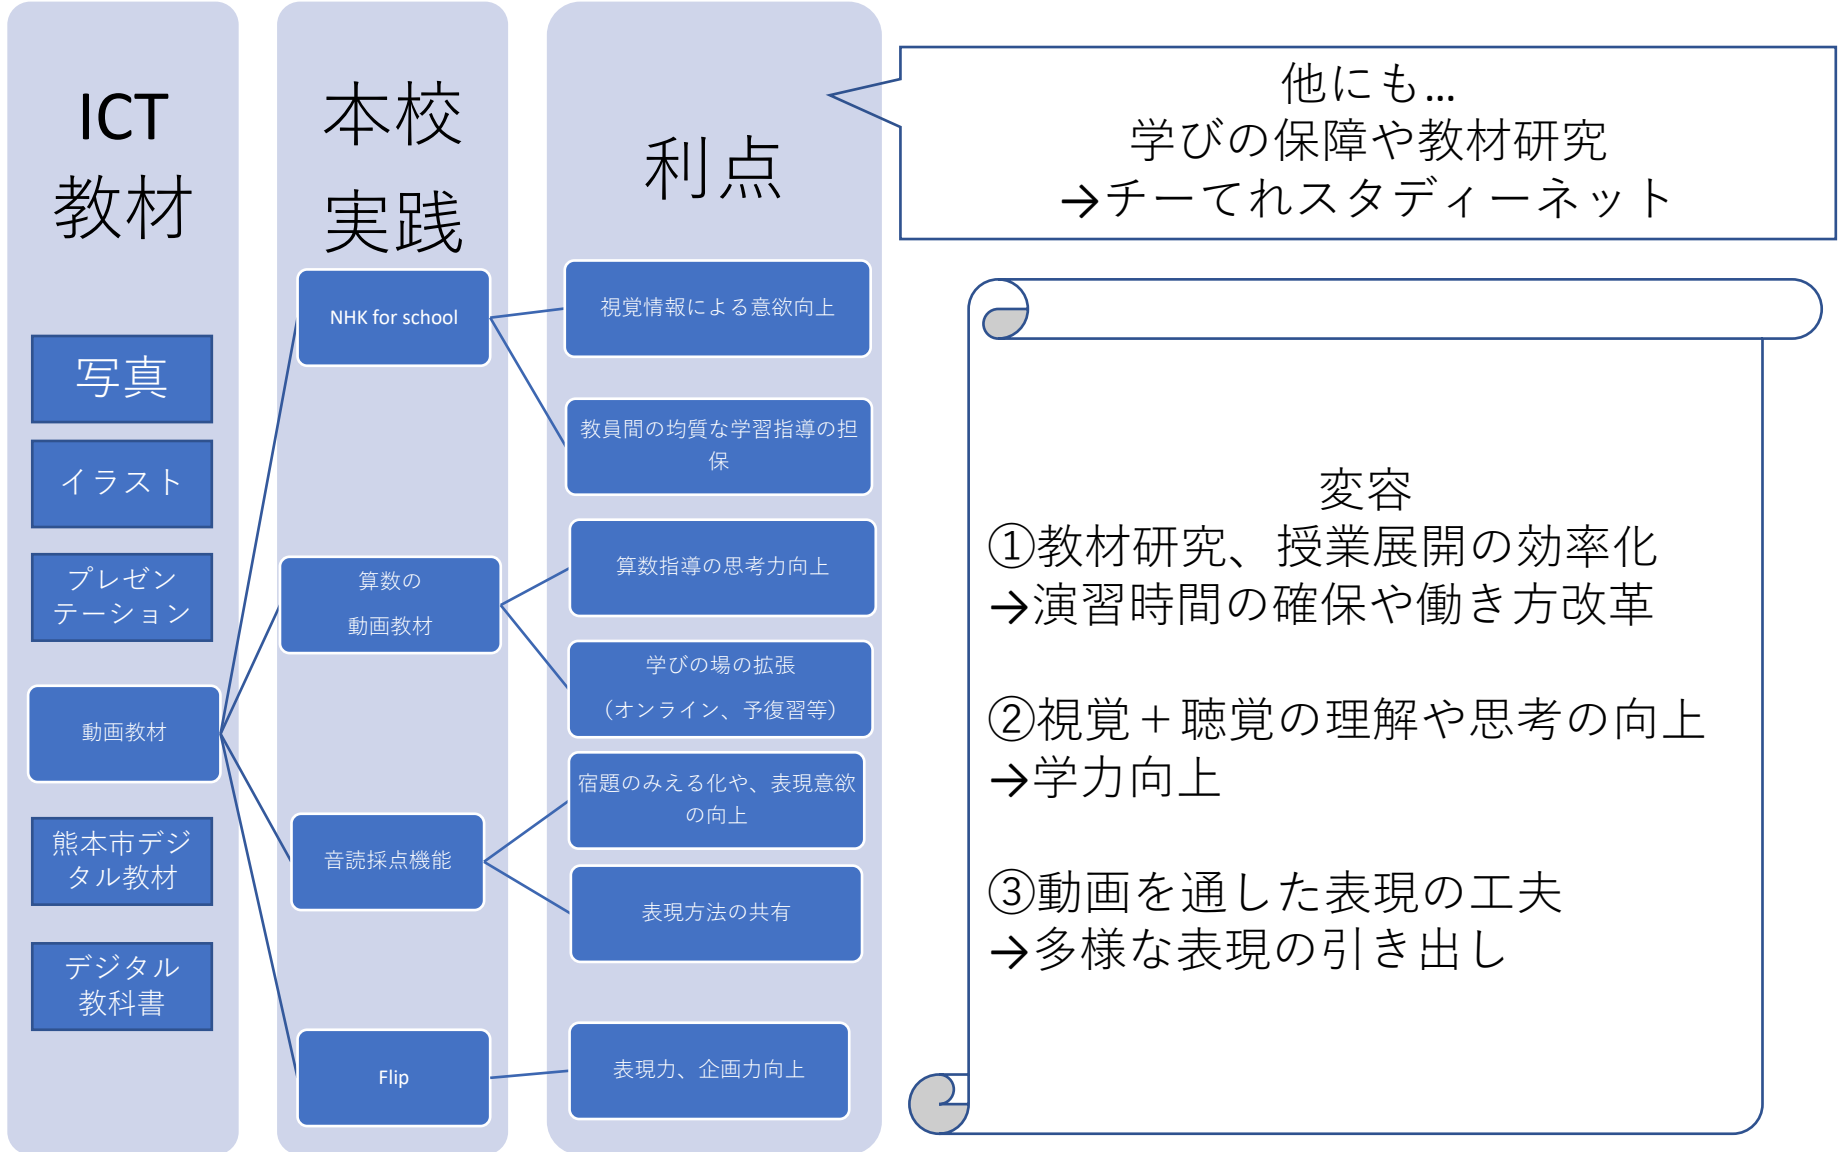 ICT
教材
写真
イラスト
プレゼン
テーション
動画教材
熊本市デジ
タル教材
デジタル
教科書
本校
実践
NHK for school
算数の
動画教材
音読採点機能
Flip
利点
視覚情報による意欲向上
教員間の均質な学習指導の担
保
算数指導の思考力向上
学びの場の拡張
（オンライン、予復習等）
宿題のみえる化や、表現意欲
の向上
表現方法の共有
表現力、企画力向上
他にも…
学びの保障や教材研究
→チーてれスタディーネット
変容
①教材研究、授業展開の効率化
→演習時間の確保や働き方改革
②視覚＋聴覚の理解や思考の向上
→学力向上
③動画を通した表現の工夫
→多様な表現の引き出し